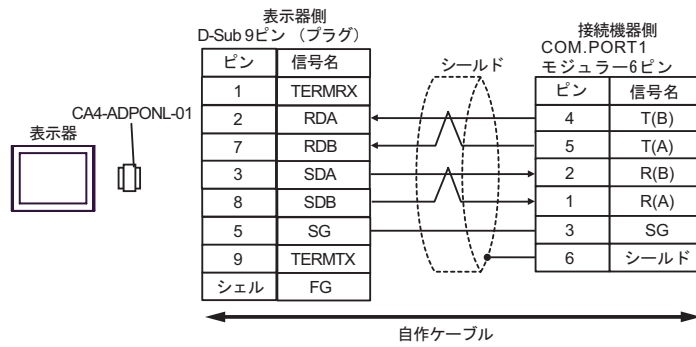 表示器側
D-Sub 9ピン （プラグ）
ピン 信号名
1 TERMRX
2 RDA
7 RDB
3 SDA
8 SDB
5 SG
9 TERMTX
シェル FG
シールド
接続機器側
COM.PORT1
モジュラー6ピン
ピン 信号名
4 T(B)
5 T(A)
2 R(B)
1 R(A)
3 SG
6 シールド
CA4-ADPONL-01
表示器
自作ケーブル